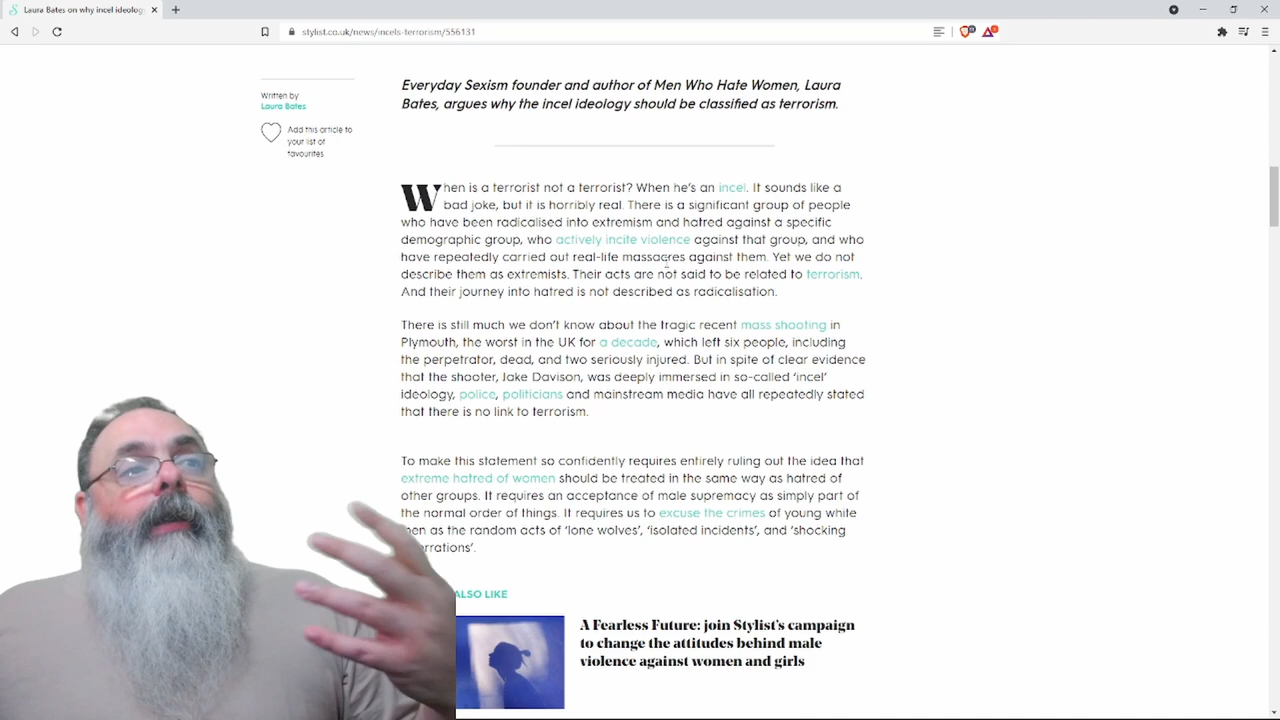 Laura Bates on why incel ideolog
stylist.co.uk/news/incels-terrorism/556131
Written by
Laura Bates
Add this article to
your list of
favourites
Everyday Sexism founder and author of Men Who Hate Women, Laura
Bates, argues why the incel ideology should be classified as terrorism.
When is a terrorist not a terrorist? When he's an incel. It sounds like a
bad joke, but it is horribly real. There is a significant group of people
who have been radicalised into extremism and hatred against a specific
demographic group, who actively incite violence against that group, and who
have repeatedly carried out real-life massacres against them. Yet we do not
describe them as extremists. Their acts are not said to be related to terrorism.
And their journey into hatred is not described as radicalisation.
There is still much we don't know about the tragic recent mass shooting in
Plymouth, the worst in the UK for a decade, which left six people, including
the perpetrator, dead, and two seriously injured. But in spite of clear evidence
that the shooter, Jake Davison, was deeply immersed in so-called 'incel'
ideology, police, politicians and mainstream media have all repeatedly stated
that there is no link to terrorism.
To make this statement so confidently requires entirely ruling out the idea that
extreme hatred of women should be treated in the same way as hatred of
other groups. It requires an acceptance of male supremacy as simply part of
the normal order of things. It requires us to excuse the crimes of young white
men as the random acts of 'lone wolves', 'isolated incidents', and 'shocking
errations'.
ALSO LIKE
A Fearless Future: join Stylist's campaign
to change the attitudes behind male
violence against women and girls